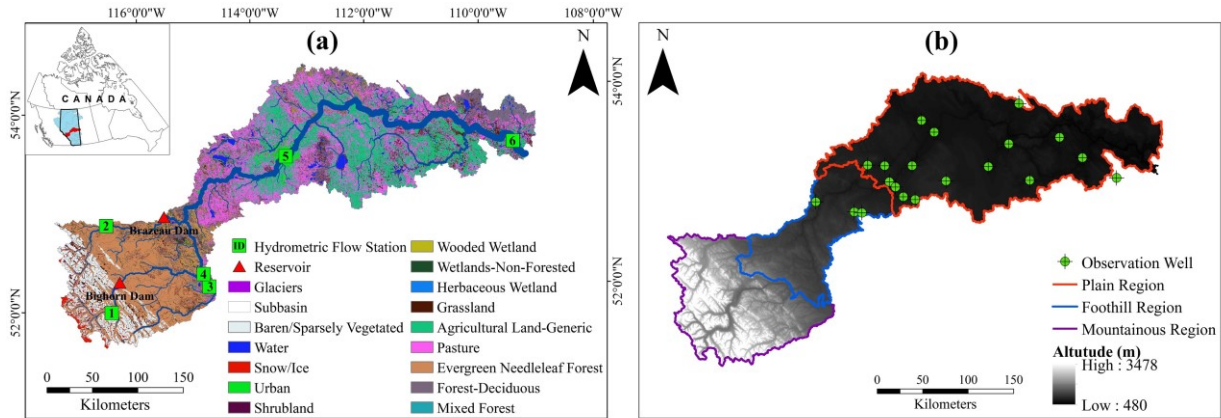 116°0'0"W 114°0'0"W 112°0'0"W 110°0'0"W 108°0'0"W
(a)
N
CANADA
54°0'0"N
52°0'0"N
6
5
2
Brazeau Dam
4
3
Bighorn Dam
1
ID Hydrometric Flow Station
Reservoir
Glaciers
Subbasin
Baren/Sparsely Vegetated
Water
Snow/Ice
Urban
Shrubland
Wooded Wetland
Wetlands-Non-Forested
Herbaceous Wetland
Grassland
Agricultural Land-Generic
Pasture
Evergreen Needleleaf Forest
Forest-Deciduous
Mixed Forest
0 50 100 150
Kilometers
N
(b)
54°0'0"N
52°0'0"N
Observation Well
Plain Region
Foothill Region
Mountainous Region
Altutude (m)
High : 3478
Low : 480
0 50 100 150
Kilometers